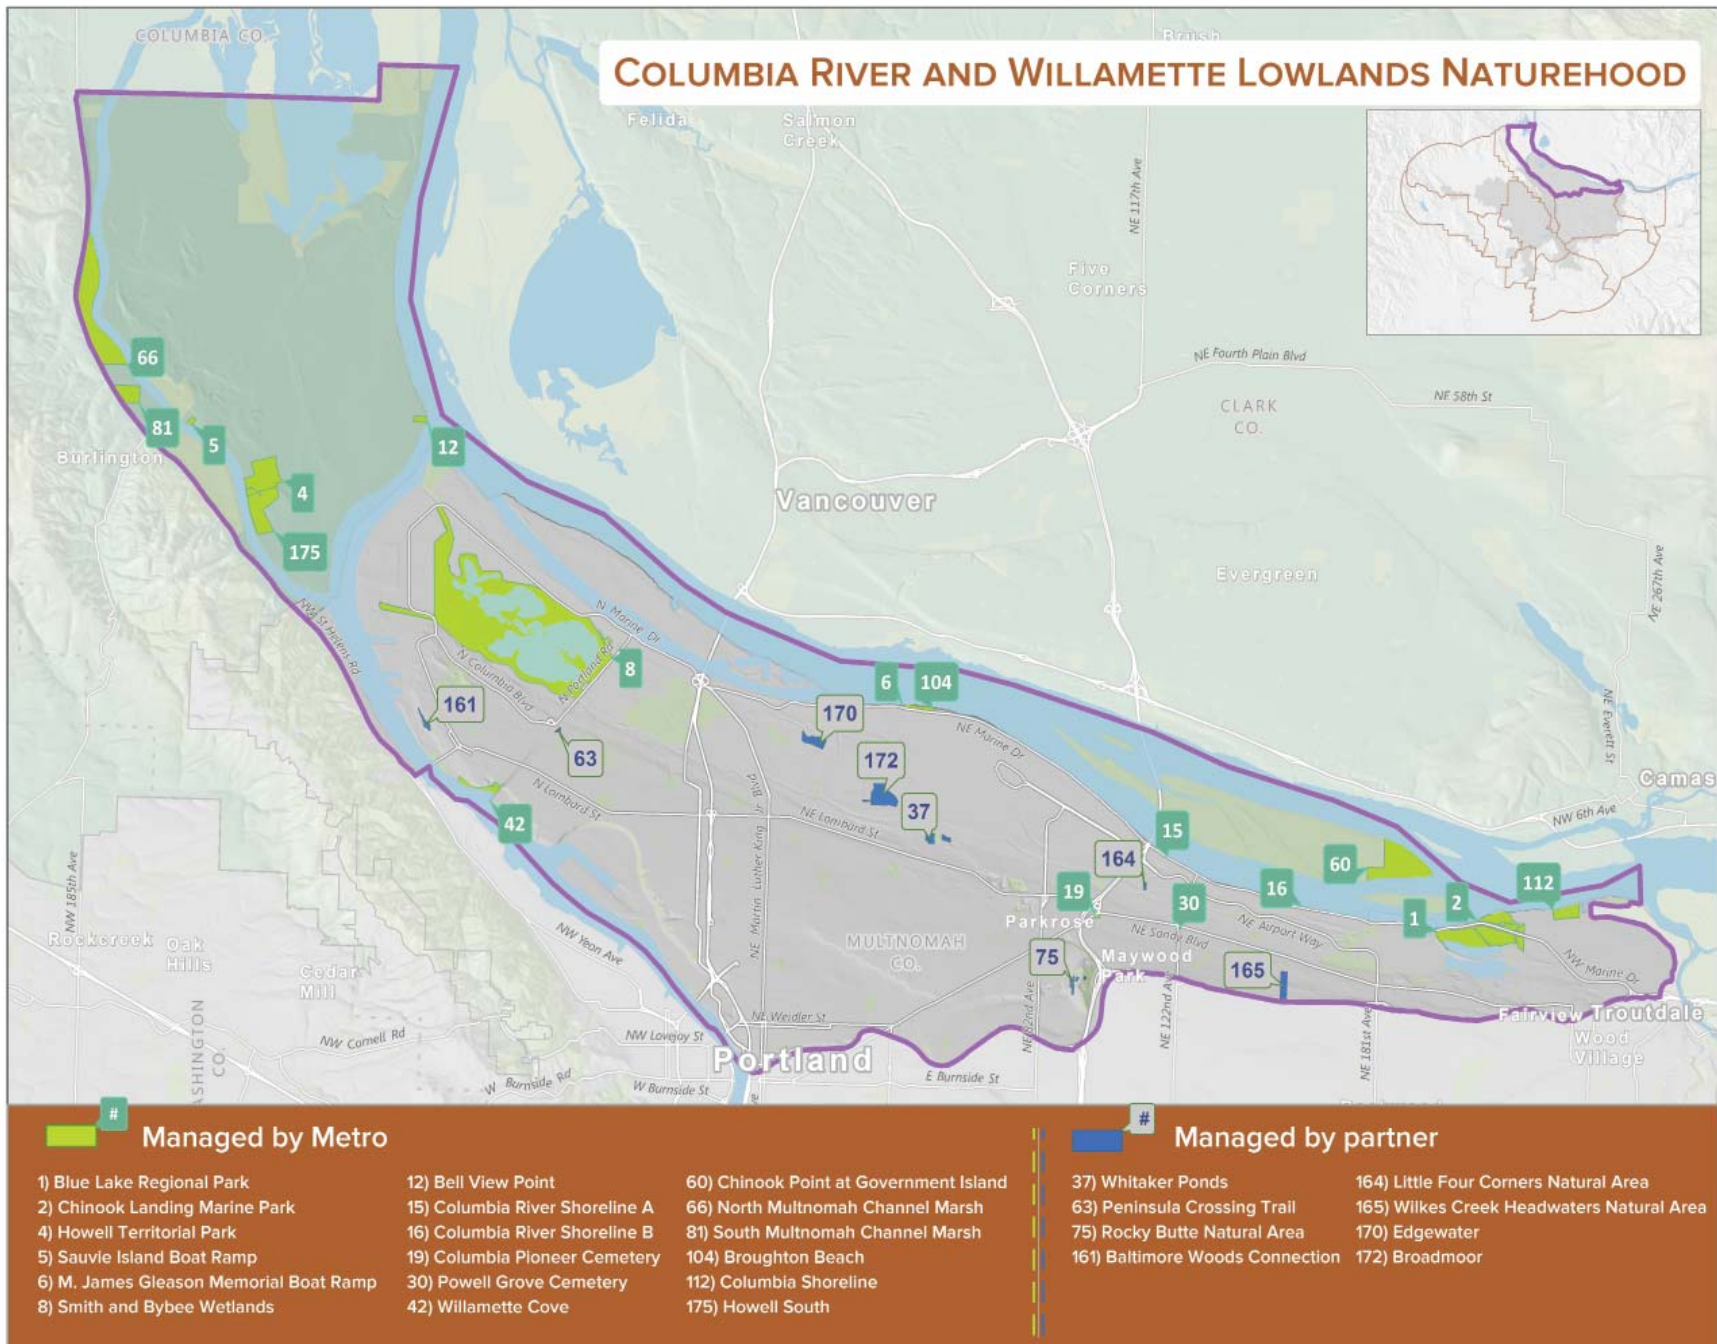 COLUMBIA RIVER AND WILLAMETTE LOWLANDS NATUREHOOD
COLUMBIA CO.
Brush
Felida
Salmon
Creek
NE 117th Ave
Five
Corners
NE Fourth Plain Blvd
NE 58th St
CLARK
CO.
66
81
5
12
Burlington
4
175
Vancouver
Evergreen
NE 267th Ave
NW St Helens Rd
N Marine Dr
N Columbia Blvd
N Portland Rd
8
6
104
161
170
63
172
NE Marine Dr
NE Everett St
Camas
37
N Lombard St
NE Martin Luther King Jr Blvd
NE Lombard St
42
15
NW 6th Ave
164
60
NW 185th Ave
19
30
16
1
2
112
Parkrose
NE Sandy Blvd
NE Airport Way
Rockcreek
Oak
Hills
NW Yeon Ave
MULTNOMAH
CO.
75
Maywood
Park
165
NW Marine Dr
Cedar
Mill
NE 82nd Ave
NE 122nd Ave
NE 181st Ave
NE Weidler St
Fairview
Troutdale
Wood
Village
NW Cornell Rd
NW Lovejoy St
Portland
ASHINGTON
CO.
W Burnside Rd
W Burnside St
E Burnside St
#
Managed by Metro
1) Blue Lake Regional Park
2) Chinook Landing Marine Park
4) Howell Territorial Park
5) Sauvie Island Boat Ramp
6) M. James Gleason Memorial Boat Ramp
8) Smith and Bybee Wetlands
12) Bell View Point
15) Columbia River Shoreline A
16) Columbia River Shoreline B
19) Columbia Pioneer Cemetery
30) Powell Grove Cemetery
42) Willamette Cove
60) Chinook Point at Government Island
66) North Multnomah Channel Marsh
81) South Multnomah Channel Marsh
104) Broughton Beach
112) Columbia Shoreline
175) Howell South
#
Managed by partner
37) Whitaker Ponds
63) Peninsula Crossing Trail
75) Rocky Butte Natural Area
161) Baltimore Woods Connection
164) Little Four Corners Natural Area
165) Wilkes Creek Headwaters Natural Area
170) Edgewater
172) Broadmoor